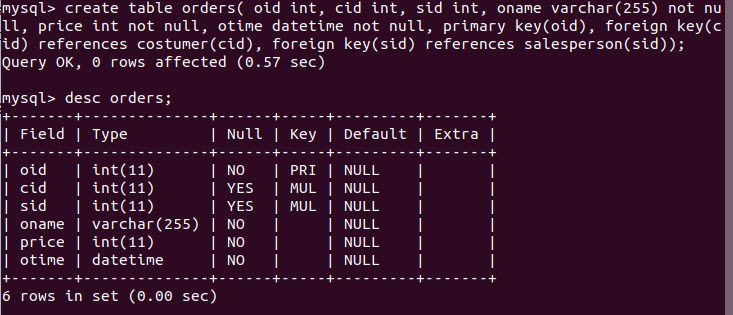 mysql> create table orders( oid int, cid int, sid int, oname varchar(255) not nu
ll, price int not null, otime datetime not null, primary key(oid), foreign key(c
id) references costumer(cid), foreign key(sid) references salesperson(sid));
Query OK, 0 rows affected (0.57 sec)

mysql> desc orders;
+-------+--------------+------+-----+---------+-------+
| Field | Type         | Null | Key | Default | Extra |
+-------+--------------+------+-----+---------+-------+
| oid   | int(11)      | NO   | PRI | NULL    |       |
| cid   | int(11)      | YES  | MUL | NULL    |       |
| sid   | int(11)      | YES  | MUL | NULL    |       |
| oname | varchar(255) | NO   |     | NULL    |       |
| price | int(11)      | NO   |     | NULL    |       |
| otime | datetime     | NO   |     | NULL    |       |
+-------+--------------+------+-----+---------+-------+
6 rows in set (0.00 sec)